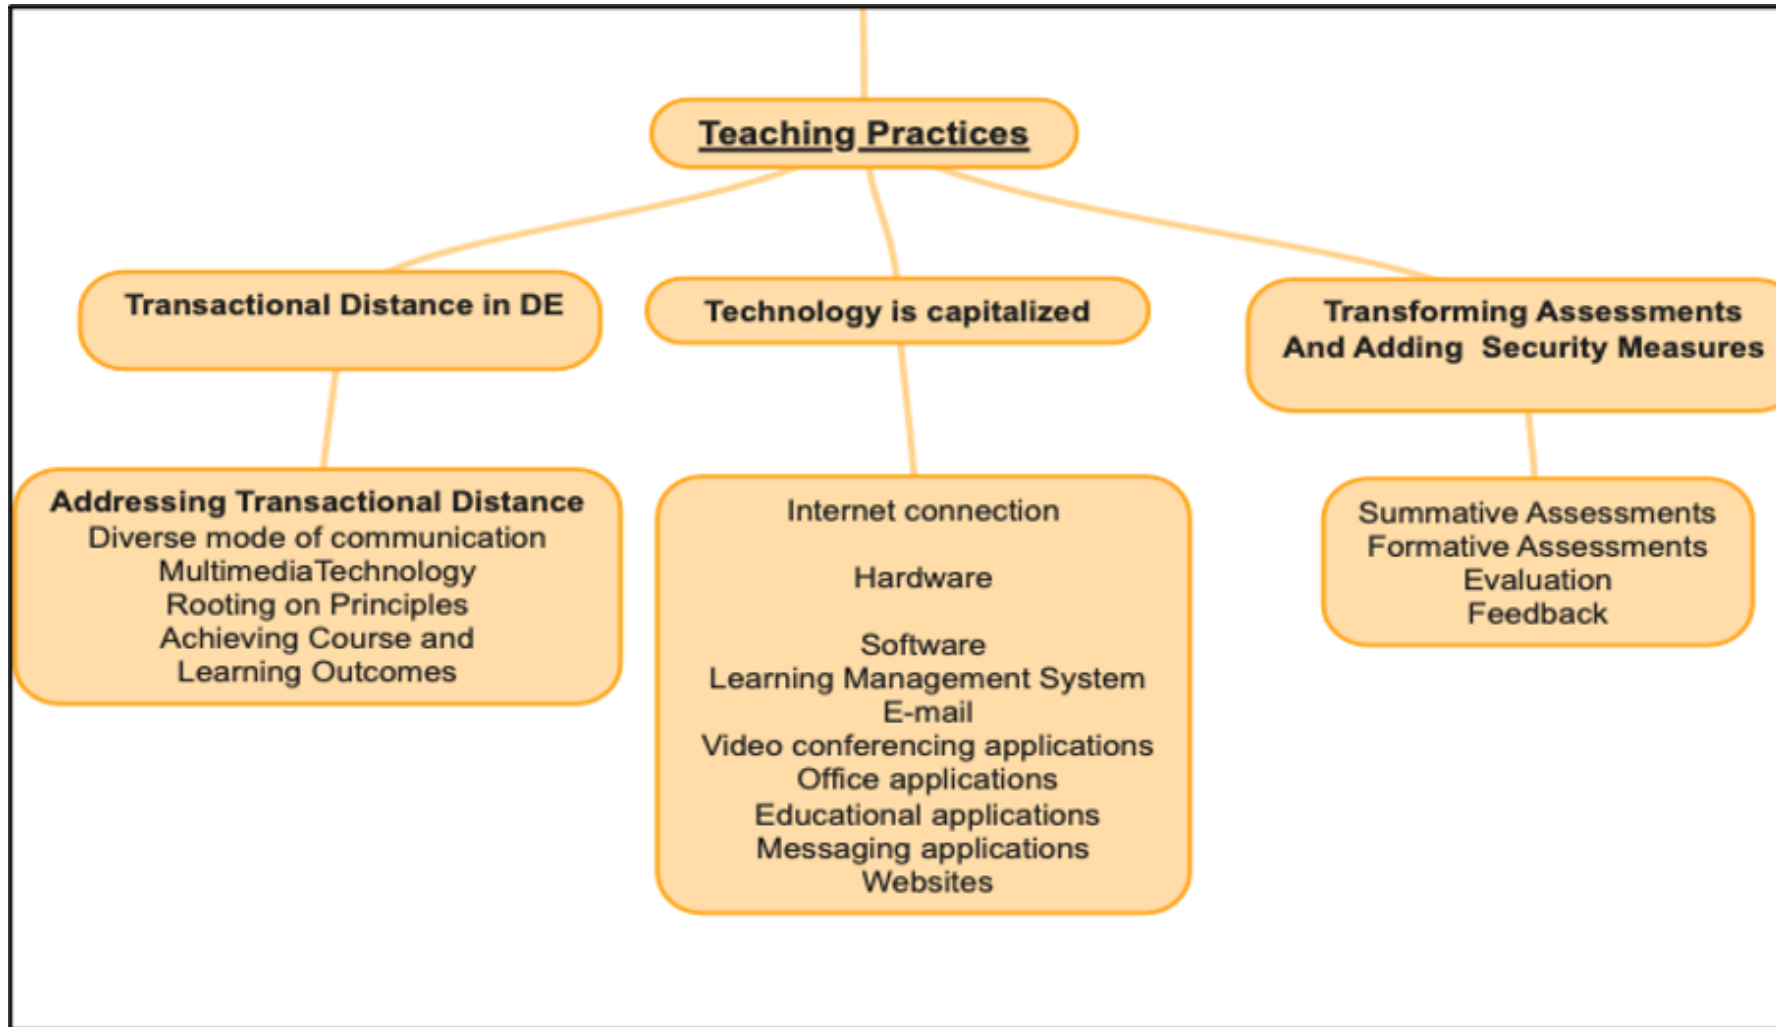 Teaching Practices
Transactional Distance in DE
Technology is capitalized
Transforming Assessments
And Adding Security Measures
Addressing Transactional Distance
Diverse mode of communication
MultimediaTechnology
Rooting on Principles
Achieving Course and
Learning Outcomes
Internet connection
Hardware
Software
Learning Management System
E-mail
Video conferencing applications
Office applications
Educational applications
Messaging applications
Websites
Summative Assessments
Formative Assessments
Evaluation
Feedback